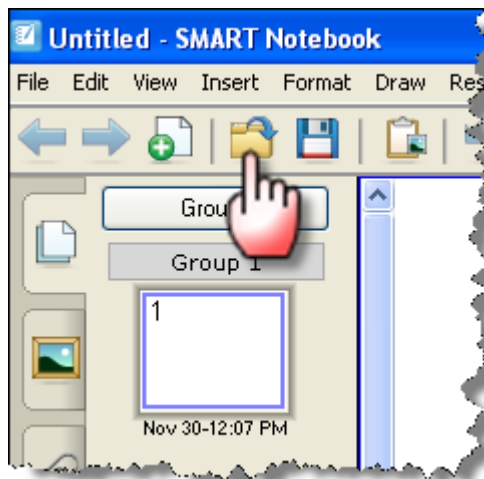 Untitled - SMART Notebook
File Edit View Insert Format Draw
Group 1
1
Nov 30-12:07 PM